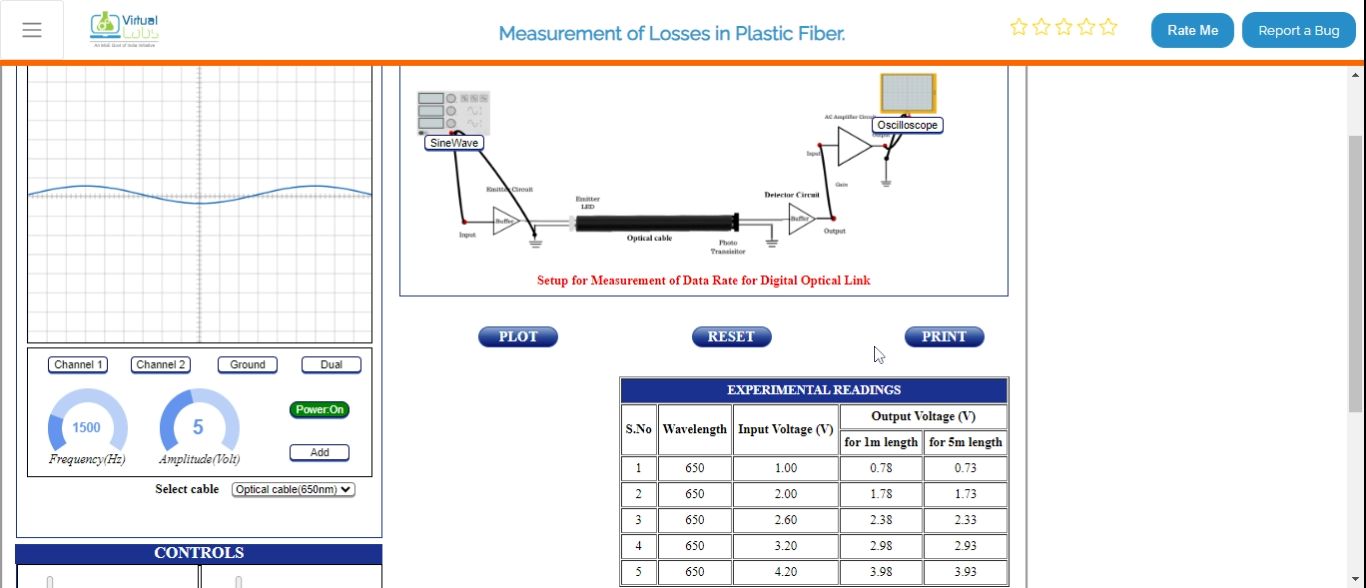 Virtual
Labs
An MoE Govt of India Initiative
Measurement of Losses in Plastic Fiber.
Rate Me
Report a Bug
SineWave
AC Amplifier Circuit
Oscilloscope
Input
Output
Gain
Emitter Circuit
Emitter
LED
Detector Circuit
Buffer
Buffer
Input
Optical cable
Photo
Transistor
Output
Setup for Measurement of Data Rate for Digital Optical Link
PLOT
RESET
PRINT
Channel 1
Channel 2
Ground
Dual
1500
5
Power:On
Frequency(Hz)
Amplitude(Volt)
Add
Select cable
Optical cable(650nm)
CONTROLS
EXPERIMENTAL READINGS
S.No Wavelength Input Voltage (V) Output Voltage (V)
for 1m length for 5m length
1 650 1.00 0.78 0.73
2 650 2.00 1.78 1.73
3 650 2.60 2.38 2.33
4 650 3.20 2.98 2.93
5 650 4.20 3.98 3.93